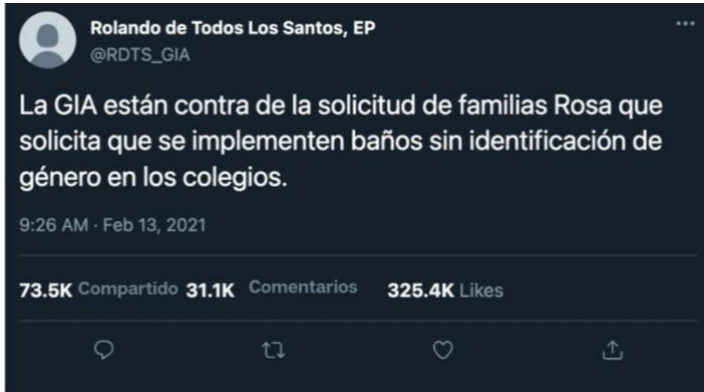 Rolando de Todos Los Santos, EP
@RDTS_GIA
La GIA están contra de la solicitud de familias Rosa que
solicita que se implementen baños sin identificación de
género en los colegios.
9:26 AM · Feb 13, 2021
73.5K Compartido 31.1K Comentarios 325.4K Likes